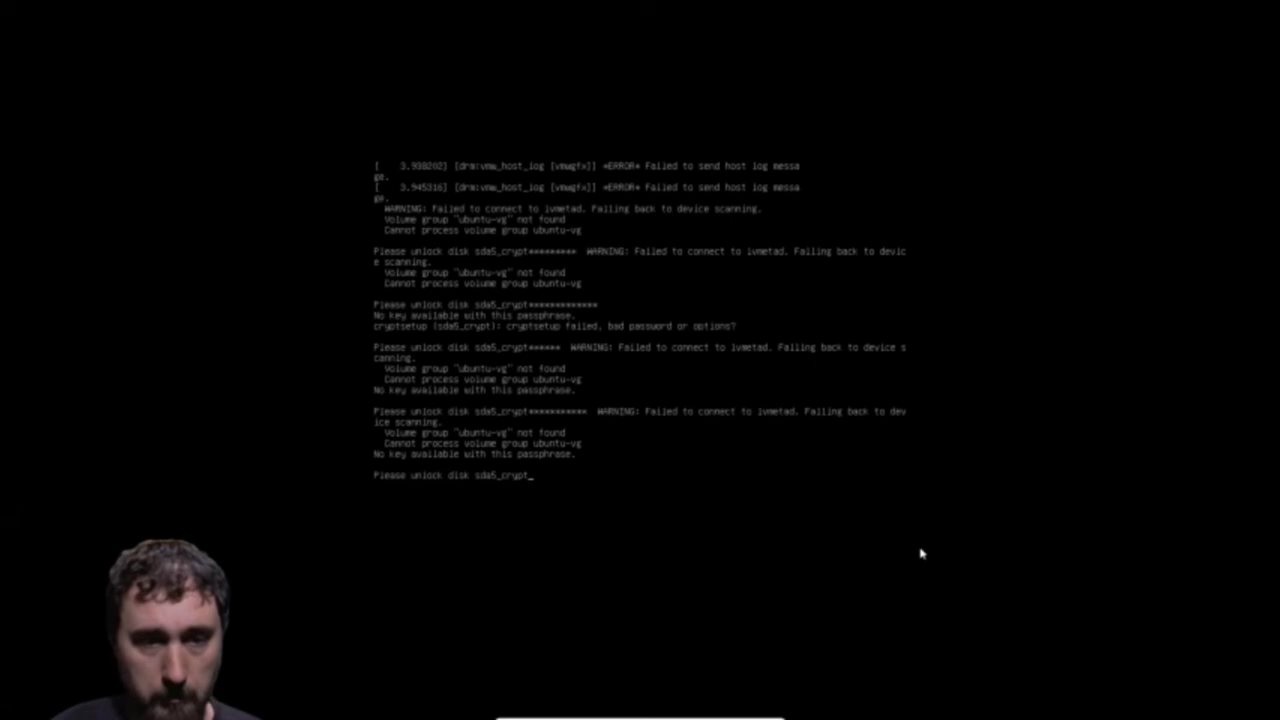 [    3.938202] [drm:vmw_host_log [vmwgfx]] *ERROR* Failed to send host log messa
ge.
[    3.945316] [drm:vmw_host_log [vmwgfx]] *ERROR* Failed to send host log messa
ge.
WARNING: Failed to connect to lvmetad. Falling back to device scanning.
Volume group "ubuntu-vg" not found
Cannot process volume group ubuntu-vg
Please unlock disk sda5_crypt*********  WARNING: Failed to connect to lvmetad. Falling back to devic
e scanning.
Volume group "ubuntu-vg" not found
Cannot process volume group ubuntu-vg
Please unlock disk sda5_crypt*************
No key available with this passphrase.
cryptsetup (sda5_crypt): cryptsetup failed, bad password or options?
Please unlock disk sda5_crypt******  WARNING: Failed to connect to lvmetad. Falling back to device s
canning.
Volume group "ubuntu-vg" not found
Cannot process volume group ubuntu-vg
No key available with this passphrase.
Please unlock disk sda5_crypt***********  WARNING: Failed to connect to lvmetad. Falling back to dev
ice scanning.
Volume group "ubuntu-vg" not found
Cannot process volume group ubuntu-vg
No key available with this passphrase.
Please unlock disk sda5_crypt_